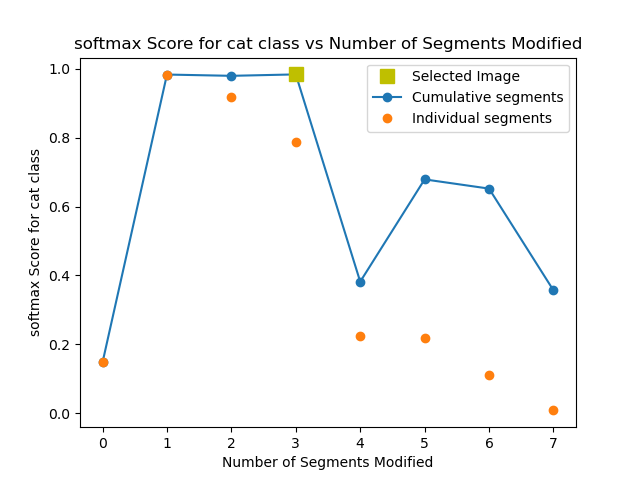 softmax Score for cat class vs Number of Segments Modified
1.0
0.8
0.6
0.4
0.2
0.0
softmax Score for cat class
Selected Image
Cumulative segments
Individual segments
0 1 2 3 4 5 6 7
Number of Segments Modified